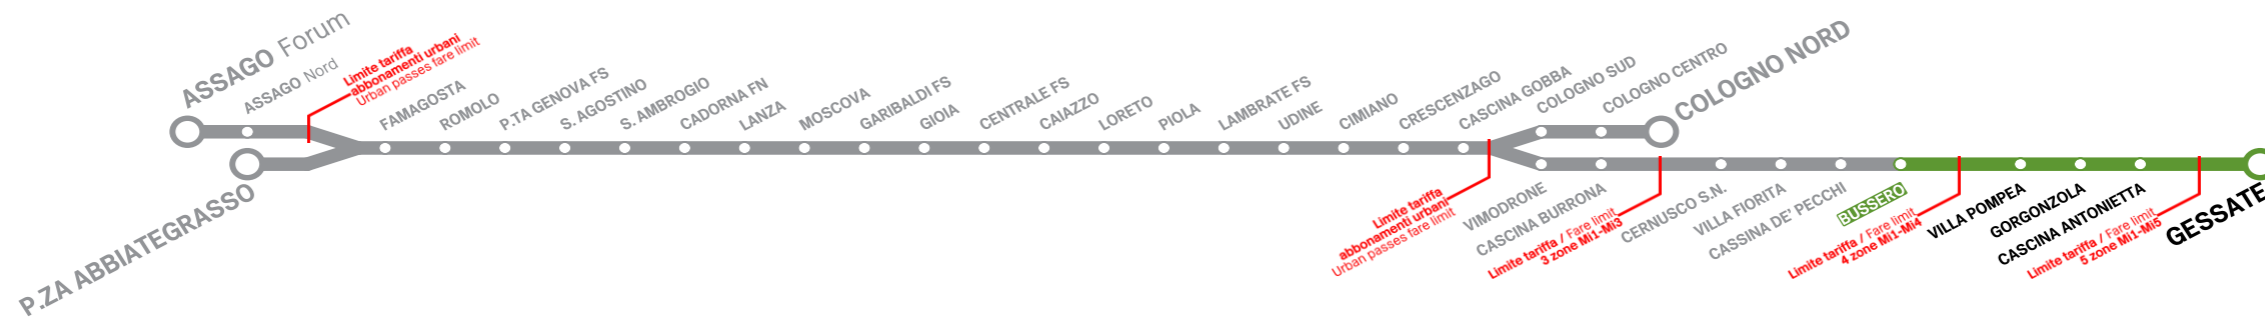 ASSAGO Forum
ASSAGO Nord
Limite tariffa
abbonamenti urbani
Urban passes fare limit
P.ZA ABBIATEGRASSO
FAMAGOSTA
ROMOLO
P.TA GENOVA FS
S. AGOSTINO
S. AMBROGIO
CADORNA FN
LANZA
MOSCOVA
GARIBALDI FS
GIOIA
CENTRALE FS
CAIAZZO
LORETO
PIOLA
LAMBRATE FS
UDINE
CIMIANO
CRESCENZAGO
CASCINA GOBBA
COLOGNO SUD
COLOGNO CENTRO
COLOGNO NORD
Limite tariffa
abbonamenti urbani
Urban passes fare limit
VIMODRONE
CASCINA BURRONA
Limite tariffa / Fare limit
3 zone Mi1-Mi3
CERNUSCO S.N.
VILLA FIORITA
CASSINA DE' PECCHI
BUSSERO
Limite tariffa / Fare limit
4 zone Mi1-Mi4
VILLA POMPEA
GORGONZOLA
CASCINA ANTONIETTA
Limite tariffa / Fare limit
5 zone Mi1-Mi5
GESSATE